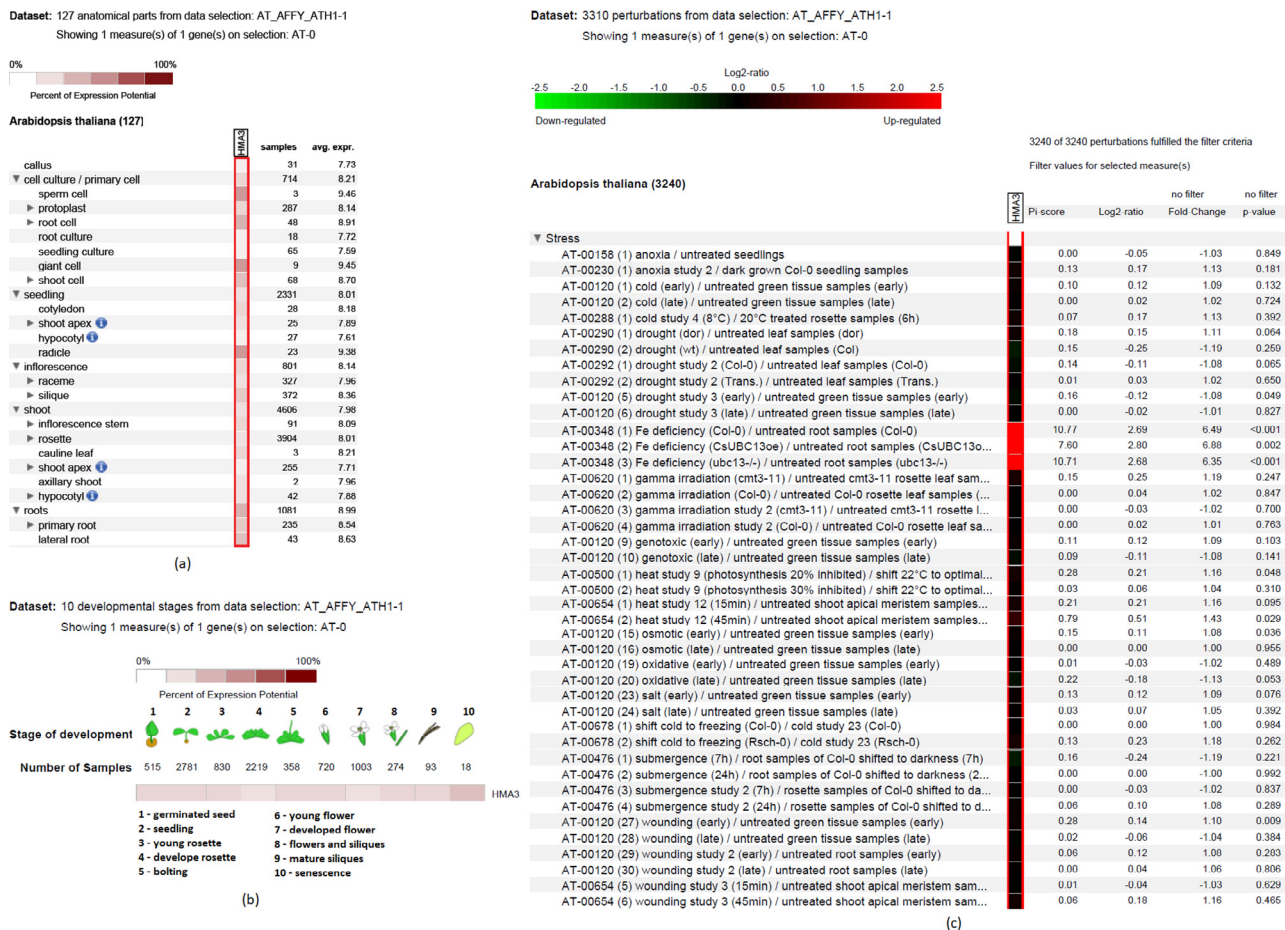 Dataset: 127 anatomical parts from data selection: AT_AFFY_ATH1-1
Showing 1 measure(s) of 1 gene(s) on selection: AT-0
0% 100%
Percent of Expression Potential
Arabidopsis thaliana (127)
HMA3 samples avg. expr.
callus 31 7.73
▼ cell culture / primary cell 714 8.21
sperm cell 3 9.46
► protoplast 287 8.14
► root cell 48 8.91
root culture 18 7.72
seedling culture 65 7.59
giant cell 9 9.45
► shoot cell 68 8.70
▼ seedling 2331 8.01
cotyledon 28 8.18
► shoot apex i 25 7.89
hypocotyl i 27 7.61
radicle 23 9.38
▼ inflorescence 801 8.14
► raceme 327 7.96
► silique 372 8.36
▼ shoot 4606 7.98
► inflorescence stem 91 8.09
► rosette 3904 8.01
cauline leaf 3 8.21
► shoot apex i 255 7.71
axillary shoot 2 7.96
► hypocotyl i 42 7.88
▼ roots 1081 8.99
► primary root 235 8.54
lateral root 43 8.63
(a)
Dataset: 10 developmental stages from data selection: AT_AFFY_ATH1-1
Showing 1 measure(s) of 1 gene(s) on selection: AT-0
0% 100%
Percent of Expression Potential
1 2 3 4 5 6 7 8 9 10
Stage of development
Number of Samples 515 2781 830 2219 358 720 1003 274 93 18
HMA3
1 - germinated seed 6 - young flower
2 - seedling 7 - developed flower
3 - young rosette 8 - flowers and siliques
4 - develope rosette 9 - mature siliques
5 - bolting 10 - senescence
(b)
Dataset: 3310 perturbations from data selection: AT_AFFY_ATH1-1
Showing 1 measure(s) of 1 gene(s) on selection: AT-0
Log2-ratio
-2.5 -2.0 -1.5 -1.0 -0.5 0.0 0.5 1.0 1.5 2.0 2.5
Down-regulated Up-regulated
3240 of 3240 perturbations fulfilled the filter criteria
Filter values for selected measure(s)
Arabidopsis thaliana (3240)
no filter no filter
HMA3 Pi-score Log2-ratio Fold-Change p-value
▼ Stress
AT-00158 (1) anoxia / untreated seedlings 0.00 -0.05 -1.03 0.849
AT-00230 (1) anoxia study 2 / dark grown Col-0 seedling samples 0.13 0.17 1.13 0.181
AT-00120 (1) cold (early) / untreated green tissue samples (early) 0.10 0.12 1.09 0.132
AT-00120 (2) cold (late) / untreated green tissue samples (late) 0.00 0.02 1.02 0.724
AT-00288 (1) cold study 4 (8°C) / 20°C treated rosette samples (6h) 0.07 0.17 1.13 0.392
AT-00290 (1) drought (dor) / untreated leaf samples (dor) 0.18 0.15 1.11 0.064
AT-00290 (2) drought (wt) / untreated leaf samples (Col) 0.15 -0.25 -1.19 0.259
AT-00292 (1) drought study 2 (Col-0) / untreated leaf samples (Col-0) 0.14 -0.11 -1.08 0.065
AT-00292 (2) drought study 2 (Trans.) / untreated leaf samples (Trans.) 0.01 0.03 1.02 0.650
AT-00120 (5) drought study 3 (early) / untreated green tissue samples (early) 0.16 -0.12 -1.08 0.049
AT-00120 (6) drought study 3 (late) / untreated green tissue samples (late) 0.00 -0.02 -1.01 0.827
AT-00348 (1) Fe deficiency (Col-0) / untreated root samples (Col-0) 10.77 2.69 6.49 <0.001
AT-00348 (2) Fe deficiency (CsUBC13oe) / untreated root samples (CsUBC13o... 7.60 2.80 6.88 0.002
AT-00348 (3) Fe deficiency (ubc13-/-) / untreated root samples (ubc13-/-) 10.71 2.68 6.35 <0.001
AT-00620 (1) gamma irradiation (cmt3-11) / untreated cmt3-11 rosette leaf sam... 0.15 0.25 1.19 0.247
AT-00620 (2) gamma irradiation (Col-0) / untreated Col-0 rosette leaf samples (... 0.00 0.04 1.02 0.847
AT-00620 (3) gamma irradiation study 2 (cmt3-11) / untreated cmt3-11 rosette l... 0.00 -0.03 -1.02 0.700
AT-00620 (4) gamma irradiation study 2 (Col-0) / untreated Col-0 rosette leaf sa... 0.00 0.02 1.01 0.763
AT-00120 (9) genotoxic (early) / untreated green tissue samples (early) 0.11 0.12 1.09 0.103
AT-00120 (10) genotoxic (late) / untreated green tissue samples (late) 0.09 -0.11 -1.08 0.141
AT-00500 (1) heat study 9 (photosynthesis 20% inhibited) / shift 22°C to optimal... 0.28 0.21 1.16 0.048
AT-00500 (2) heat study 9 (photosynthesis 30% inhibited) / shift 22°C to optimal... 0.03 0.06 1.04 0.310
AT-00654 (1) heat study 12 (15min) / untreated shoot apical meristem samples... 0.21 0.21 1.16 0.095
AT-00654 (2) heat study 12 (45min) / untreated shoot apical meristem samples... 0.79 0.51 1.43 0.029
AT-00120 (15) osmotic (early) / untreated green tissue samples (early) 0.15 0.11 1.08 0.036
AT-00120 (16) osmotic (late) / untreated green tissue samples (late) 0.00 0.00 1.00 0.955
AT-00120 (19) oxidative (early) / untreated green tissue samples (early) 0.01 -0.03 -1.02 0.489
AT-00120 (20) oxidative (late) / untreated green tissue samples (late) 0.22 -0.18 -1.13 0.053
AT-00120 (23) salt (early) / untreated green tissue samples (early) 0.13 0.12 1.09 0.076
AT-00120 (24) salt (late) / untreated green tissue samples (late) 0.03 0.07 1.05 0.392
AT-00678 (1) shift cold to freezing (Col-0) / cold study 23 (Col-0) 0.00 0.00 1.00 0.984
AT-00678 (2) shift cold to freezing (Rsch-0) / cold study 23 (Rsch-0) 0.13 0.23 1.18 0.262
AT-00476 (1) submergence (7h) / root samples of Col-0 shifted to darkness (7h) 0.16 -0.24 -1.19 0.221
AT-00476 (2) submergence (24h) / root samples of Col-0 shifted to darkness (2... 0.00 0.00 -1.00 0.992
AT-00476 (3) submergence study 2 (7h) / rosette samples of Col-0 shifted to da... 0.00 -0.03 -1.02 0.837
AT-00476 (4) submergence study 2 (24h) / rosette samples of Col-0 shifted to d... 0.06 0.10 1.08 0.289
AT-00120 (27) wounding (early) / untreated green tissue samples (early) 0.28 0.14 1.10 0.009
AT-00120 (28) wounding (late) / untreated green tissue samples (late) 0.02 -0.06 -1.04 0.384
AT-00120 (29) wounding study 2 (early) / untreated root samples (early) 0.06 0.12 1.08 0.283
AT-00120 (30) wounding study 2 (late) / untreated root samples (late) 0.00 0.04 1.06 0.806
AT-00654 (5) wounding study 3 (15min) / untreated shoot apical meristem sam... 0.01 -0.04 -1.03 0.629
AT-00654 (6) wounding study 3 (45min) / untreated shoot apical meristem sam... 0.06 0.18 1.16 0.465
(c)